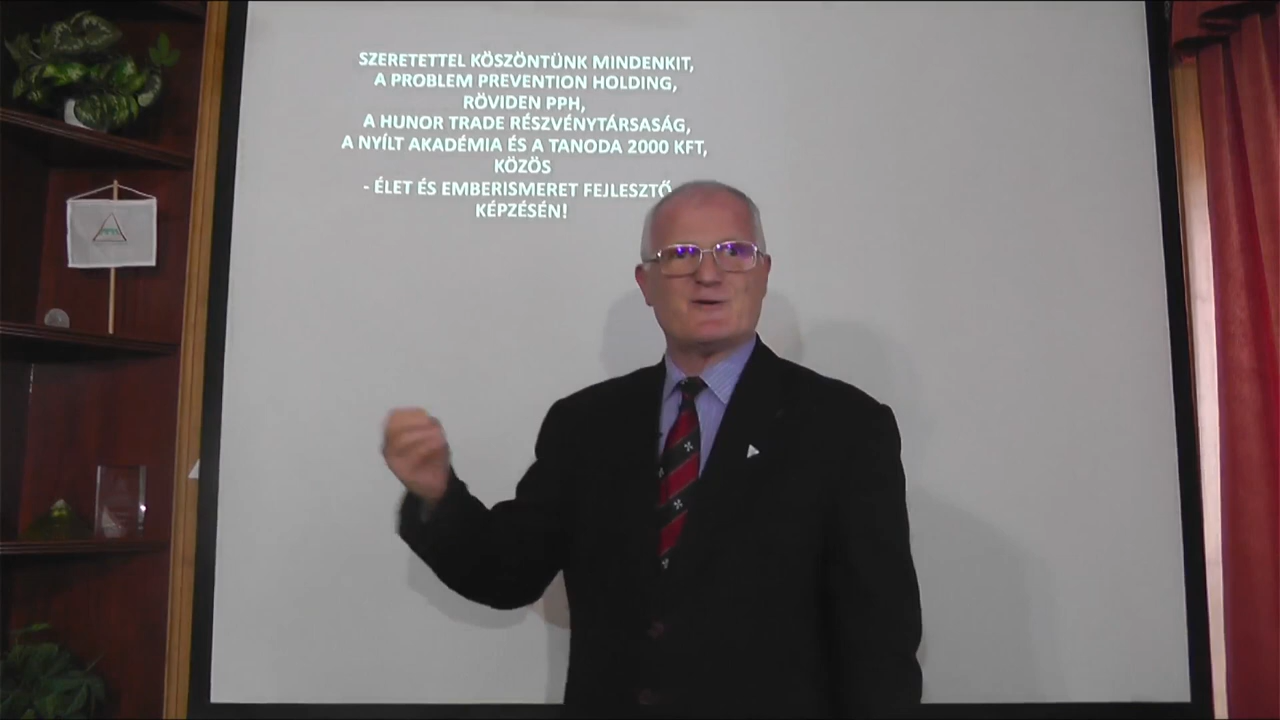 SZERETETTEL KÖSZÖNTÜNK MINDENKIT,
A PROBLEM PREVENTION HOLDING,
RÖVIDEN PPH,
A HUNOR TRADE RÉSZVÉNYTÁRSASÁG,
A NYÍLT AKADÉMIA ÉS A TANODA 2000 KFT,
KÖZÖS
- ÉLET ÉS EMBERISMERET FEJLESZTŐ
KÉPZÉSÉN!